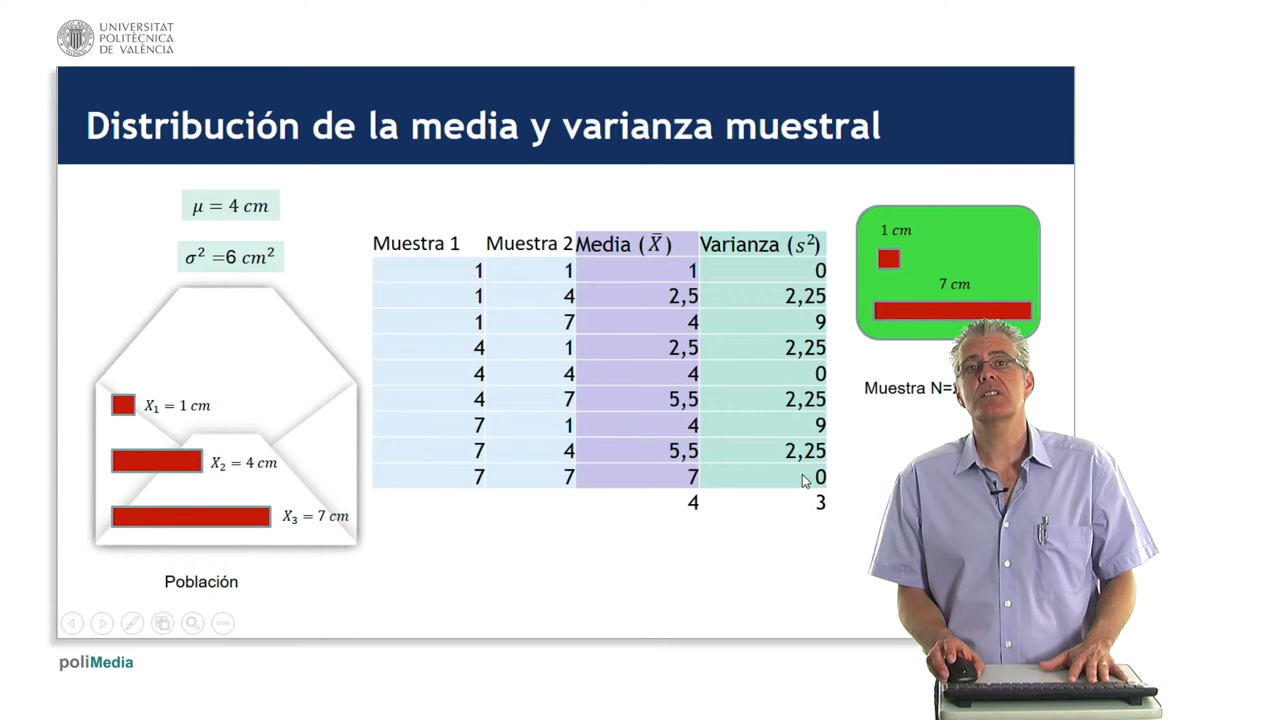 UNIVERSITAT
POLITÈCNICA
DE VALÈNCIA
Distribución de la media y varianza muestral
μ = 4 cm
σ² =6 cm²
X₁ = 1 cm
X₂ = 4 cm
X₃ = 7 cm
Población
Muestra 1 Muestra 2 Media (X̄) Varianza (s²)
1 1 1 0
1 4 2,5 2,25
1 7 4 9
4 1 2,5 2,25
4 4 4 0
4 7 5,5 2,25
7 1 4 9
7 4 5,5 2,25
7 7 7 0
4 3
1 cm
7 cm
Muestra
poliMedia